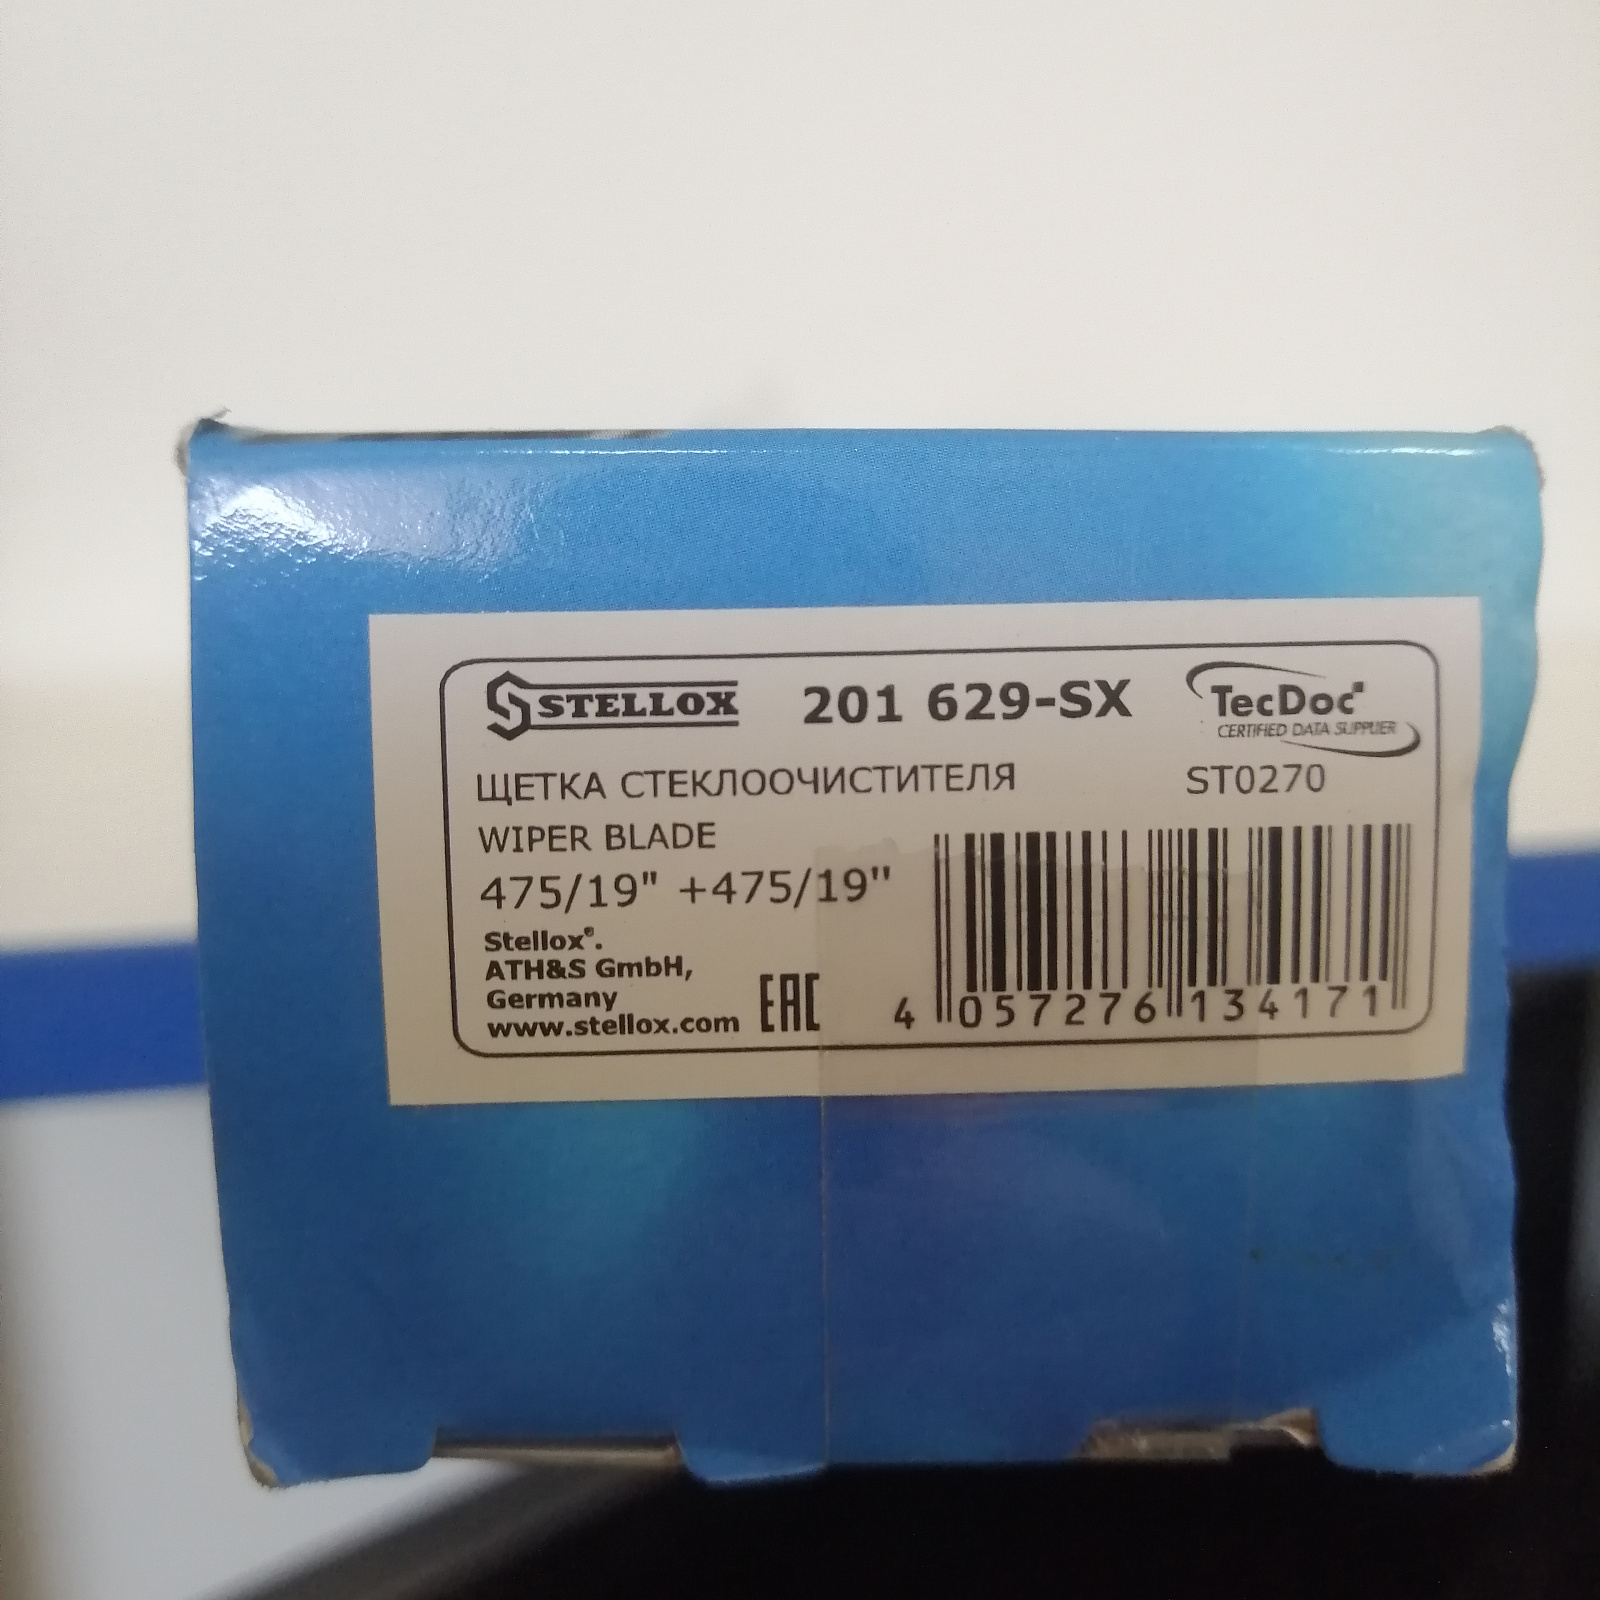 STELLOX 201 629-SX TecDoc
CERTIFIED DATA SUPPLIER
ЩЕТКА СТЕКЛООЧИСТИТЕЛЯ ST0270
WIPER BLADE
475/19" +475/19"
Stellox®.
ATH&S GmbH,
Germany
www.stellox.com EAC
4 057276 134171